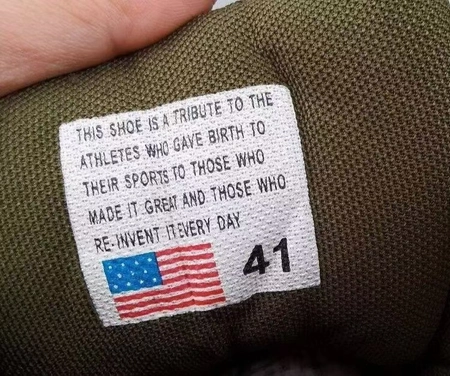 THIS SHOE IS A TRIBUTE TO THE
ATHLETES WHO GAVE BIRTH TO
THEIR SPORTS TO THOSE WHO
MADE IT GREAT AND THOSE WHO
RE-INVENT IT EVERY DAY
41